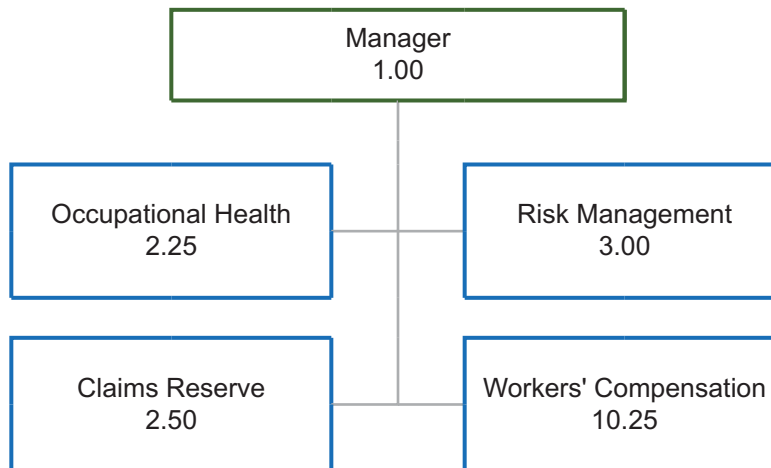 Manager
1.00
Occupational Health
2.25
Risk Management
3.00
Claims Reserve
2.50
Workers' Compensation
10.25